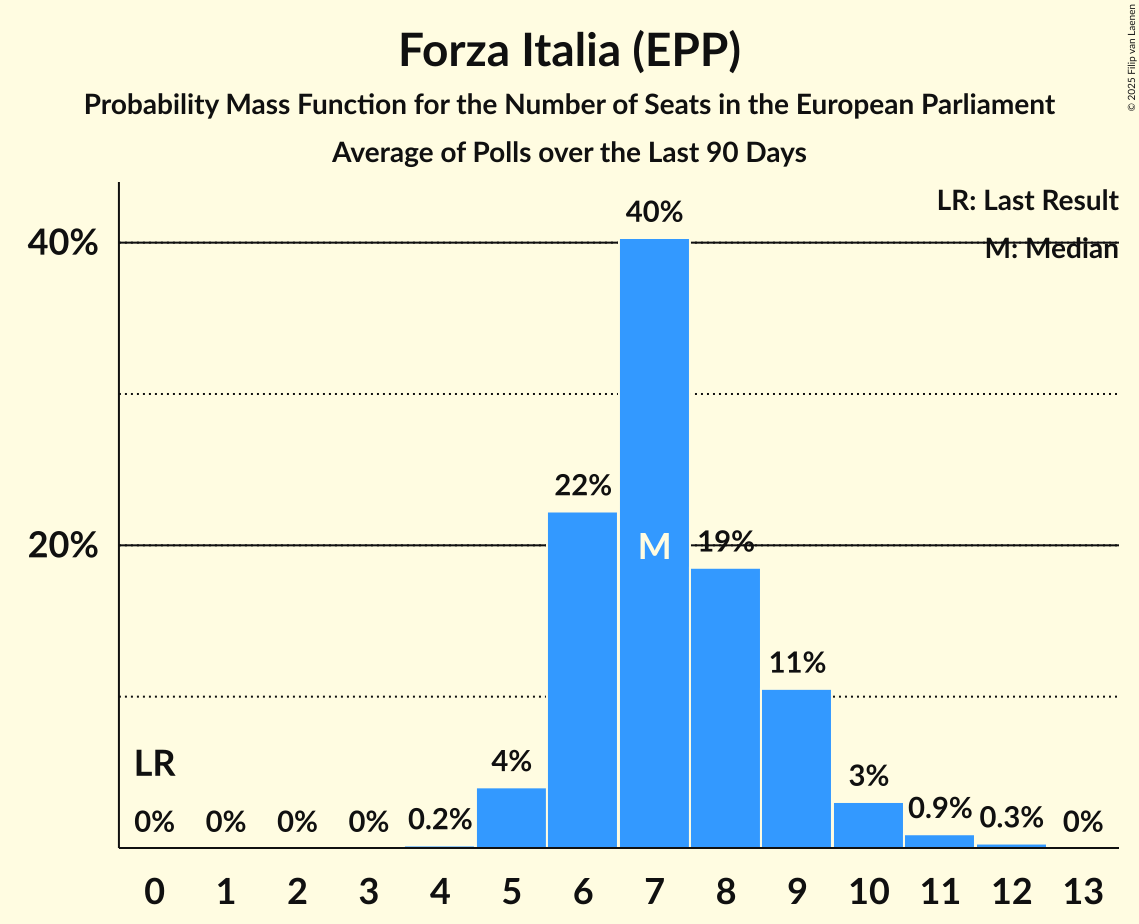 Forza Italia (EPP)
Probability Mass Function for the Number of Seats in the European Parliament
Average of Polls over the Last 90 Days
© 2025 Filip van Laenen
LR: Last Result
M: Median
40%
20%
40%
22%
M
19%
11%
LR
4%
3%
0% 0% 0% 0% 0.2% 0.9% 0.3% 0%
0 1 2 3 4 5 6 7 8 9 10 11 12 13